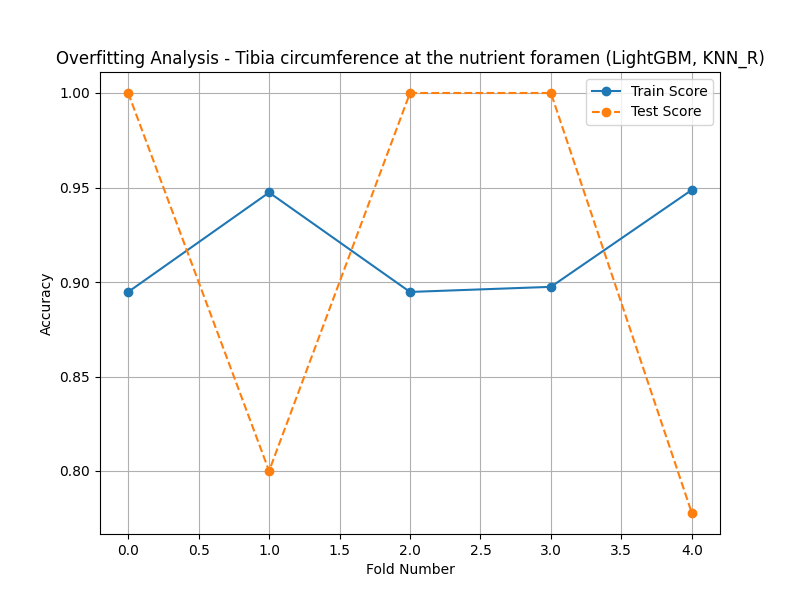 Overfitting Analysis - Tibia circumference at the nutrient foramen (LightGBM, KNN_R)
Train Score
Test Score
1.00
0.95
0.90
0.85
0.80
Accuracy
0.0 0.5 1.0 1.5 2.0 2.5 3.0 3.5 4.0
Fold Number